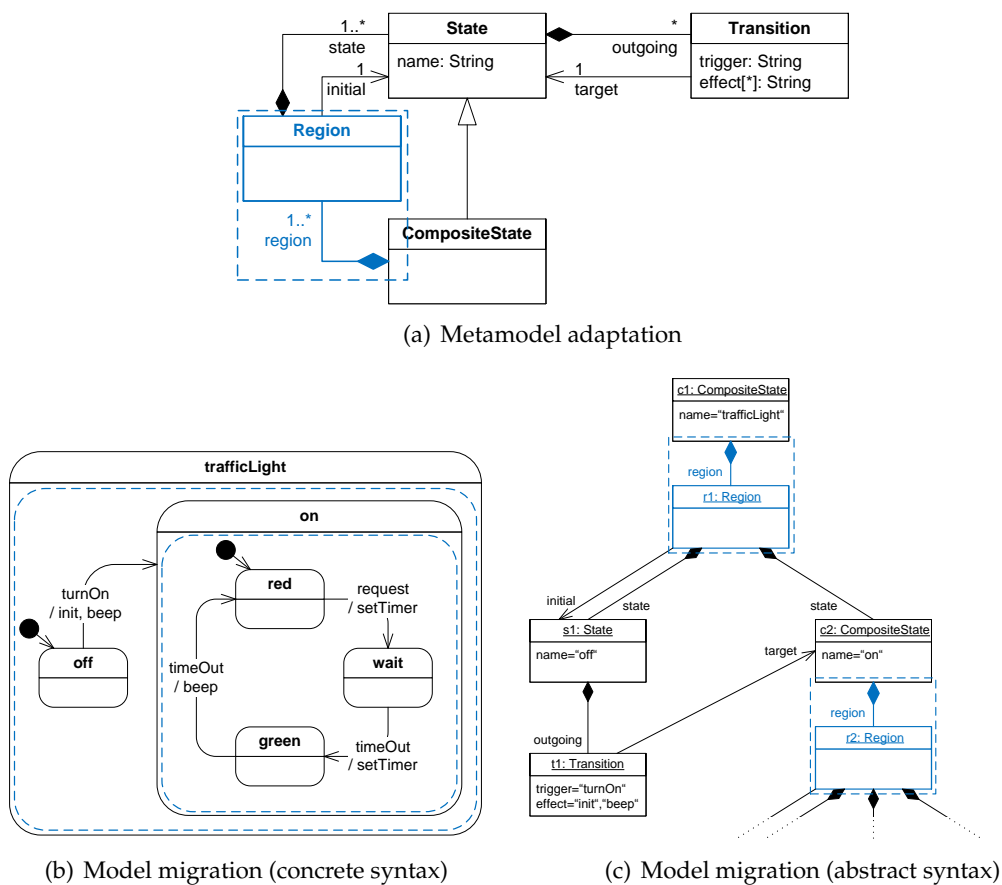 1..*
state
State
name: String
*
outgoing
Transition
trigger: String
effect[*]: String
1
initial
1
target
Region
1..*
region
CompositeState
(a) Metamodel adaptation
trafficLight
on
red
request
/ setTimer
turnOn
/ init, beep
off
timeOut
/ beep
wait
green
timeOut
/ setTimer
(b) Model migration (concrete syntax)
c1: CompositeState
name="trafficLight"
region
r1: Region
initial
state
state
s1: State
name="off"
c2: CompositeState
name="on"
target
region
r2: Region
outgoing
t1: Transition
trigger="turnOn"
effect="init","beep"
(c) Model migration (abstract syntax)